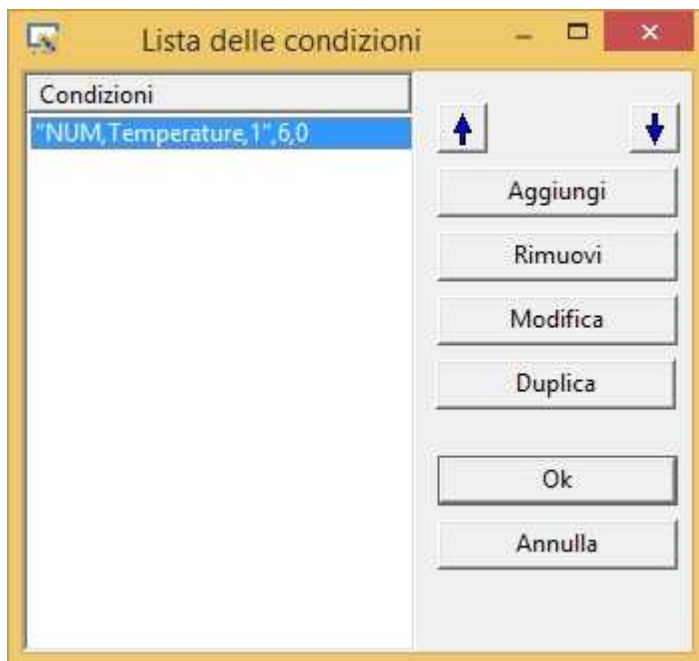 Lista delle condizioni
Condizioni
"NUM,Temperature,1",6,0
Aggiungi
Rimuovi
Modifica
Duplica
Ok
Annulla